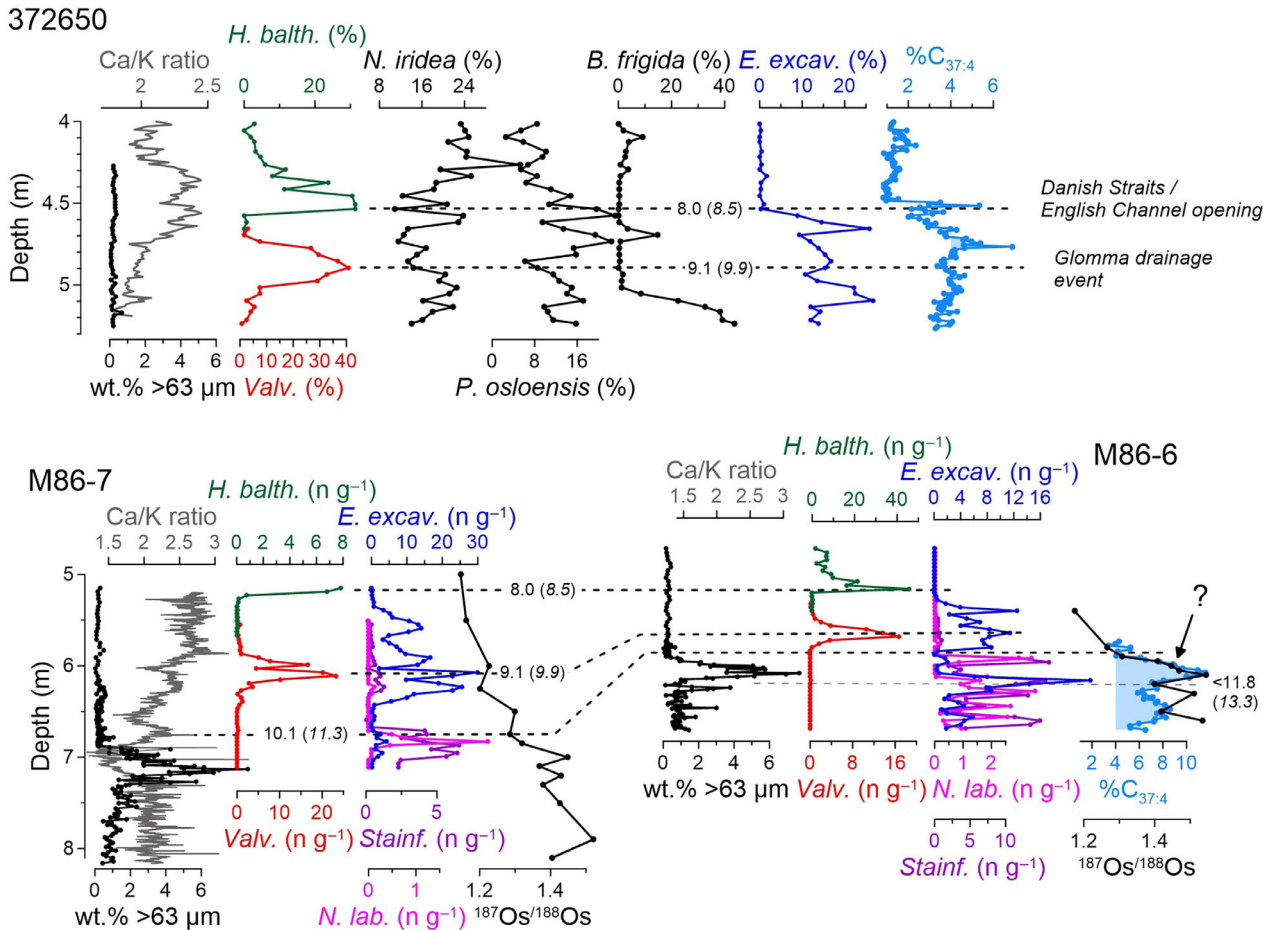 372650
H. balth. (%)
Ca/K ratio
N. iridea (%)
B. frigida (%)
E. excav. (%)
%C37:4
2 2.5
0 20
8 16 24
0 20 40
0 10 20
2 4 6
4
4.5
5
Depth (m)
Danish Straits /
English Channel opening
8.0 (8.5)
Glomma drainage
event
9.1 (9.9)
0 2 4 6
0 10 20 30 40
0 8 16
wt.% >63 µm
Valv. (%)
P. osloensis (%)
M86-7
H. balth. (n g⁻¹)
Ca/K ratio
E. excav. (n g⁻¹)
1.5 2 2.5 3
0 2 4 6 8
0 10 20 30
5
6
7
8
Depth (m)
8.0 (8.5)
9.1 (9.9)
10.1 (11.3)
0 10 20
0 5
Valv. (n g⁻¹)
Stainf. (n g⁻¹)
0 2 4 6
0 1
1.2 1.4
wt.% >63 µm
N. lab. (n g⁻¹)
187Os/188Os
M86-6
H. balth. (n g⁻¹)
Ca/K ratio
E. excav. (n g⁻¹)
1.5 2 2.5 3
0 20 40
0 4 8 12 16
?
<11.8
(13.3)
0 2 4 6
0 8 16
0 1 2
2 4 6 8 10
wt.% >63 µm
Valv. (n g⁻¹)
N. lab. (n g⁻¹)
%C37:4
0 5 10
1.2 1.4
Stainf. (n g⁻¹)
187Os/188Os